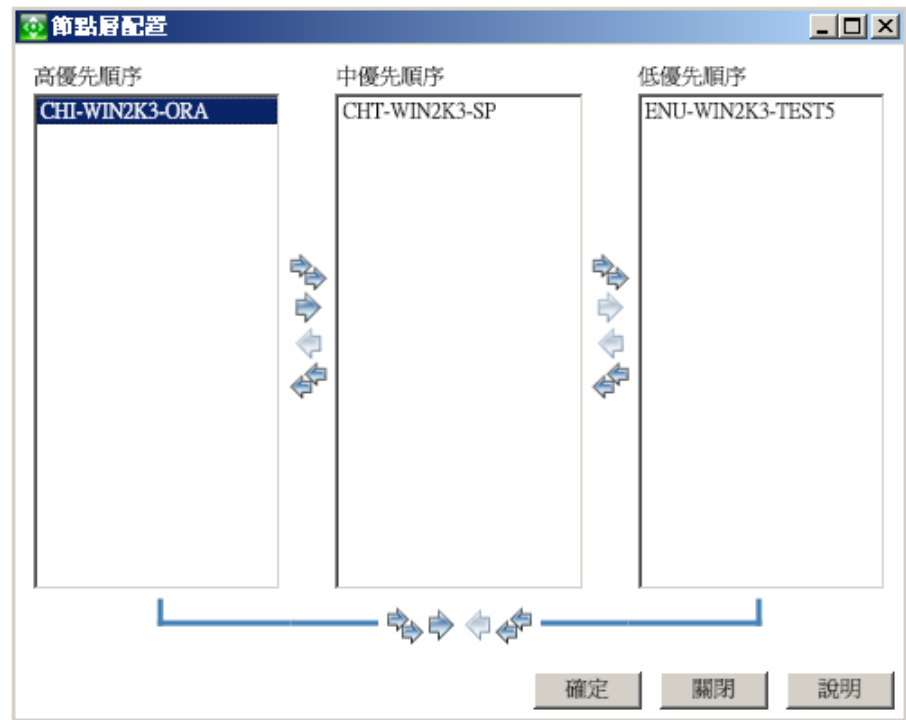 節點層配置
高優先順序
中優先順序
低優先順序
CHI-WIN2K3-ORA
CHT-WIN2K3-SP
ENU-WIN2K3-TEST5
確定
關閉
說明